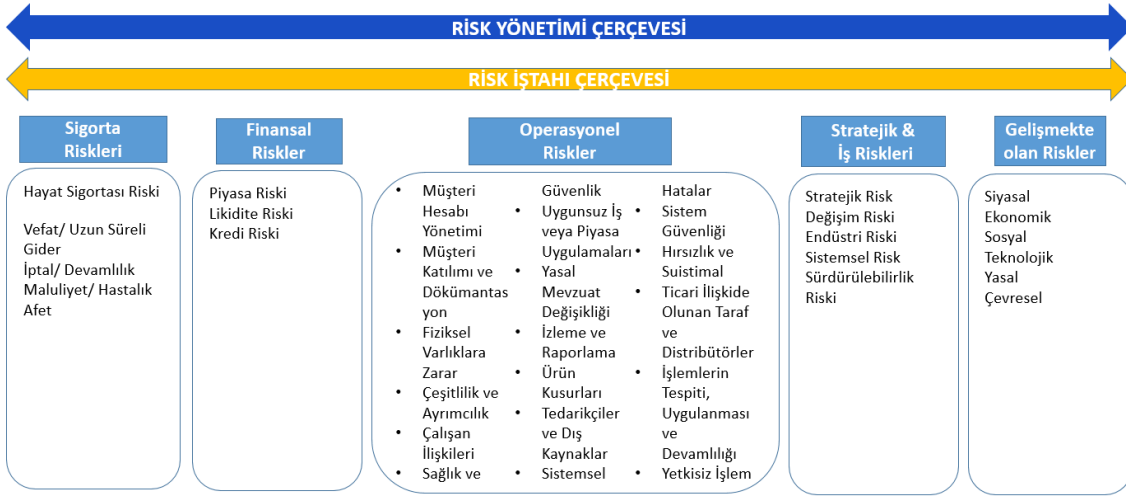 RİSK YÖNETİMİ ÇERÇEVESİ
RİSK İŞTAHI ÇERÇEVESİ
Sigorta
Riskleri
Hayat Sigortası Riski
Vefat/ Uzun Süreli
Gider
İptal/ Devamlılık
Maluliyet/ Hastalık
Afet
Finansal
Riskler
Piyasa Riski
Likidite Riski
Kredi Riski
Operasyonel
Riskler
• Müşteri
Hesabı
Yönetimi
• Müşteri
Katılımı ve
Dökümantas
yon
• Fiziksel
Varlıklara
Zarar
• Çeşitlilik ve
Ayrımcılık
• Çalışan
İlişkileri
• Sağlık ve
Güvenlik
• Uygunsuz İş
veya Piyasa
Uygulamaları
• Yasal
Mevzuat
Değişikliği
• İzleme ve
Raporlama
• Ürün
Kusurları
• Tedarikçiler
ve Dış
Kaynaklar
• Sistemsel
Hatalar
• Sistem
Güvenliği
• Hırsızlık ve
Suistimal
• Ticari İlişkide
Olunan Taraf
ve
Distribütörler
• İşlemlerin
Tespiti,
Uygulanması
ve
Devamlılığı
• Yetkisiz İşlem
Stratejik &
İş Riskleri
Stratejik Risk
Değişim Riski
Endüstri Riski
Sistemsel Risk
Sürdürülebilirlik
Riski
Gelişmekte
olan Riskler
Siyasal
Ekonomik
Sosyal
Teknolojik
Yasal
Çevresel